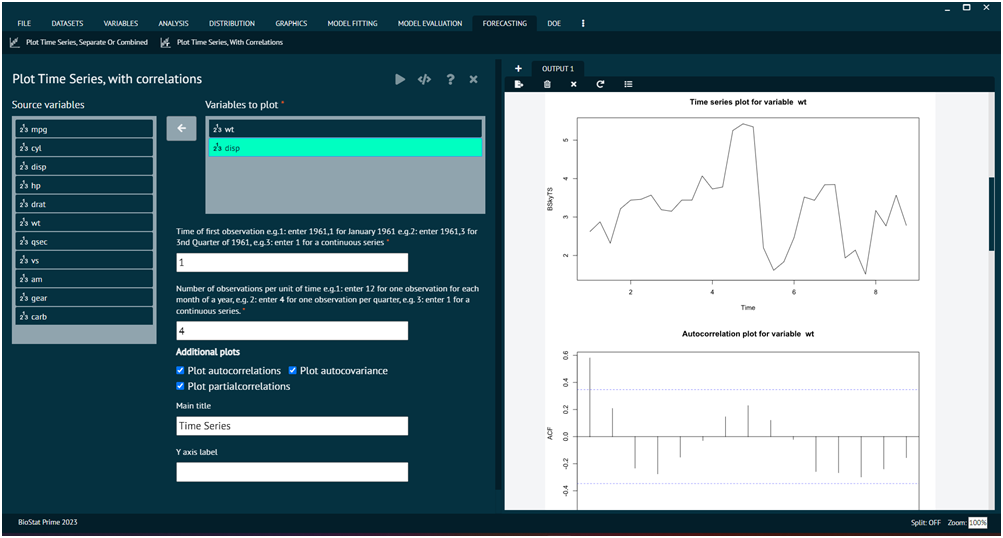 FILE DATASETS VARIABLES ANALYSIS DISTRIBUTION GRAPHICS MODEL FITTING MODEL EVALUATION FORECASTING DOE
Plot Time Series, Separate Or Combined Plot Time Series, With Correlations
Plot Time Series, with correlations
Source variables
mpg
cyl
disp
hp
drat
wt
qsec
vs
am
gear
carb
Variables to plot *
wt
disp
Time of first observation e.g.1: enter 1961,1 for January 1961 e.g.2: enter 1961,3 for
3nd Quarter of 1961, e.g.3: enter 1 for a continuous series *
1
Number of observations per unit of time e.g.1: enter 12 for one observation for each
month of a year, e.g. 2: enter 4 for one observation per quarter, e.g. 3: enter 1 for a
continuous series. *
4
Additional plots
Plot autocorrelations Plot autocovariance
Plot partialcorrelations
Main title
Time Series
Y axis label
OUTPUT 1
Time series plot for variable wt
BSkyTS
5
4
3
2
2 4 6 8
Time
Autocorrelation plot for variable wt
ACF
0.6
0.4
0.2
0.0
-0.2
-0.4
BioStat Prime 2023
Split: OFF Zoom: 100%